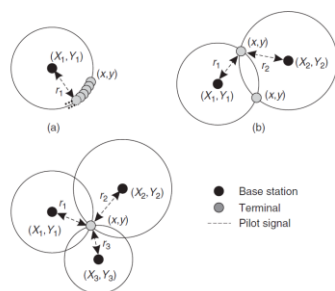 (X₁, Y₁)
(x,y)
r₁
(a)
(x,y)
r₁
r₂
(X₁, Y₁)
(X₂, Y₂)
(x,y)
(b)
r₁
r₂
(X₂, Y₂)
(x,y)
(X₁, Y₁)
r₃
(X₃, Y₃)
Base station
Terminal
Pilot signal